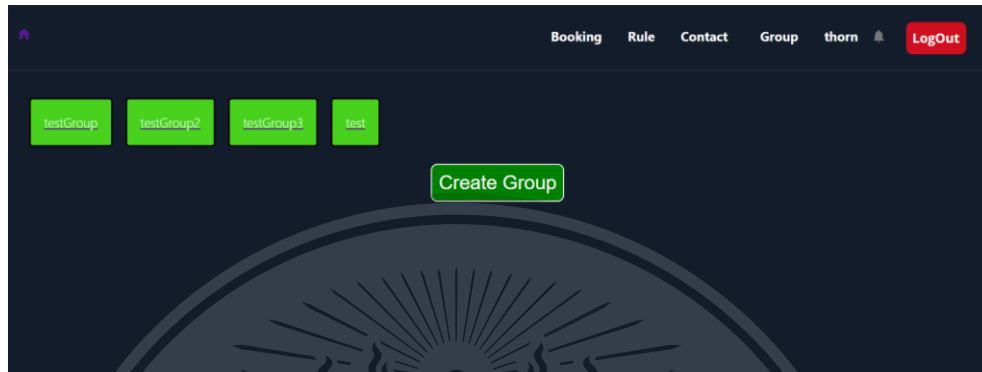 Booking Rule Contact Group thorn LogOut
testGroup testGroup2 testGroup3 test
Create Group